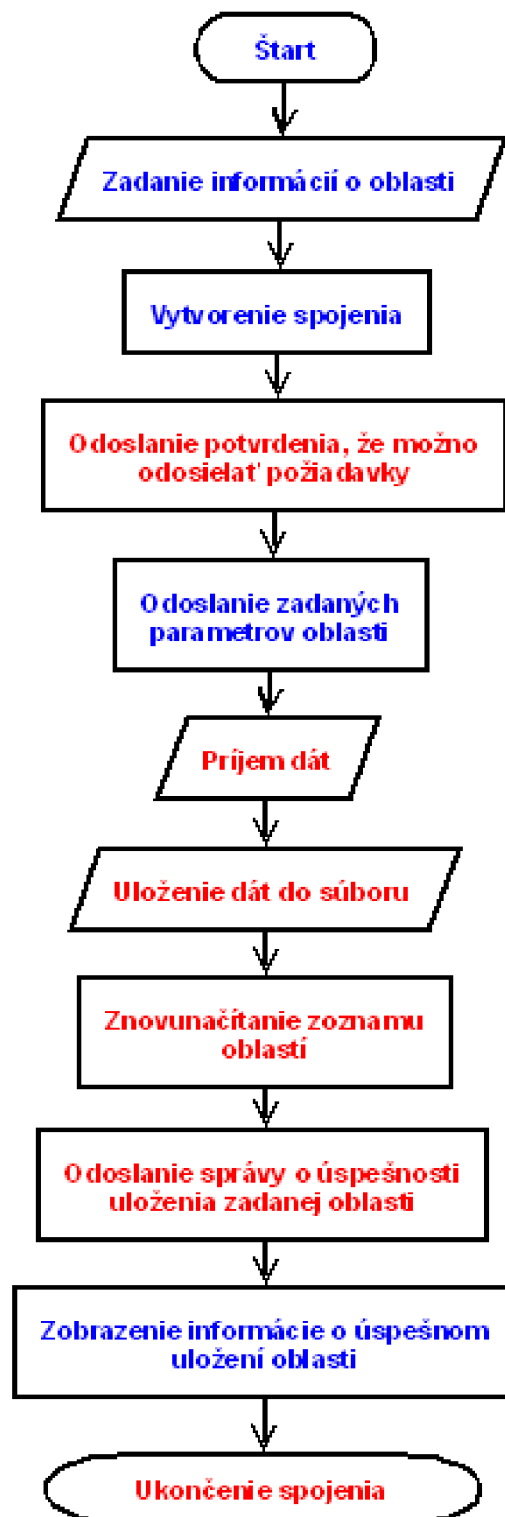 Štart
Zadanie informácií o oblasti
Vytvorenie spojenia
Odoslanie potvrdenia, že možno
odosielať požiadavky
Odoslanie zadaných
parametrov oblasti
Príjem dát
Uloženie dát do súboru
Znovunačítanie zoznamu
oblastí
Odoslanie správy o úspešnosti
uloženia zadanej oblasti
Zobrazenie informácie o úspešnom
uložení oblasti
Ukončenie spojenia